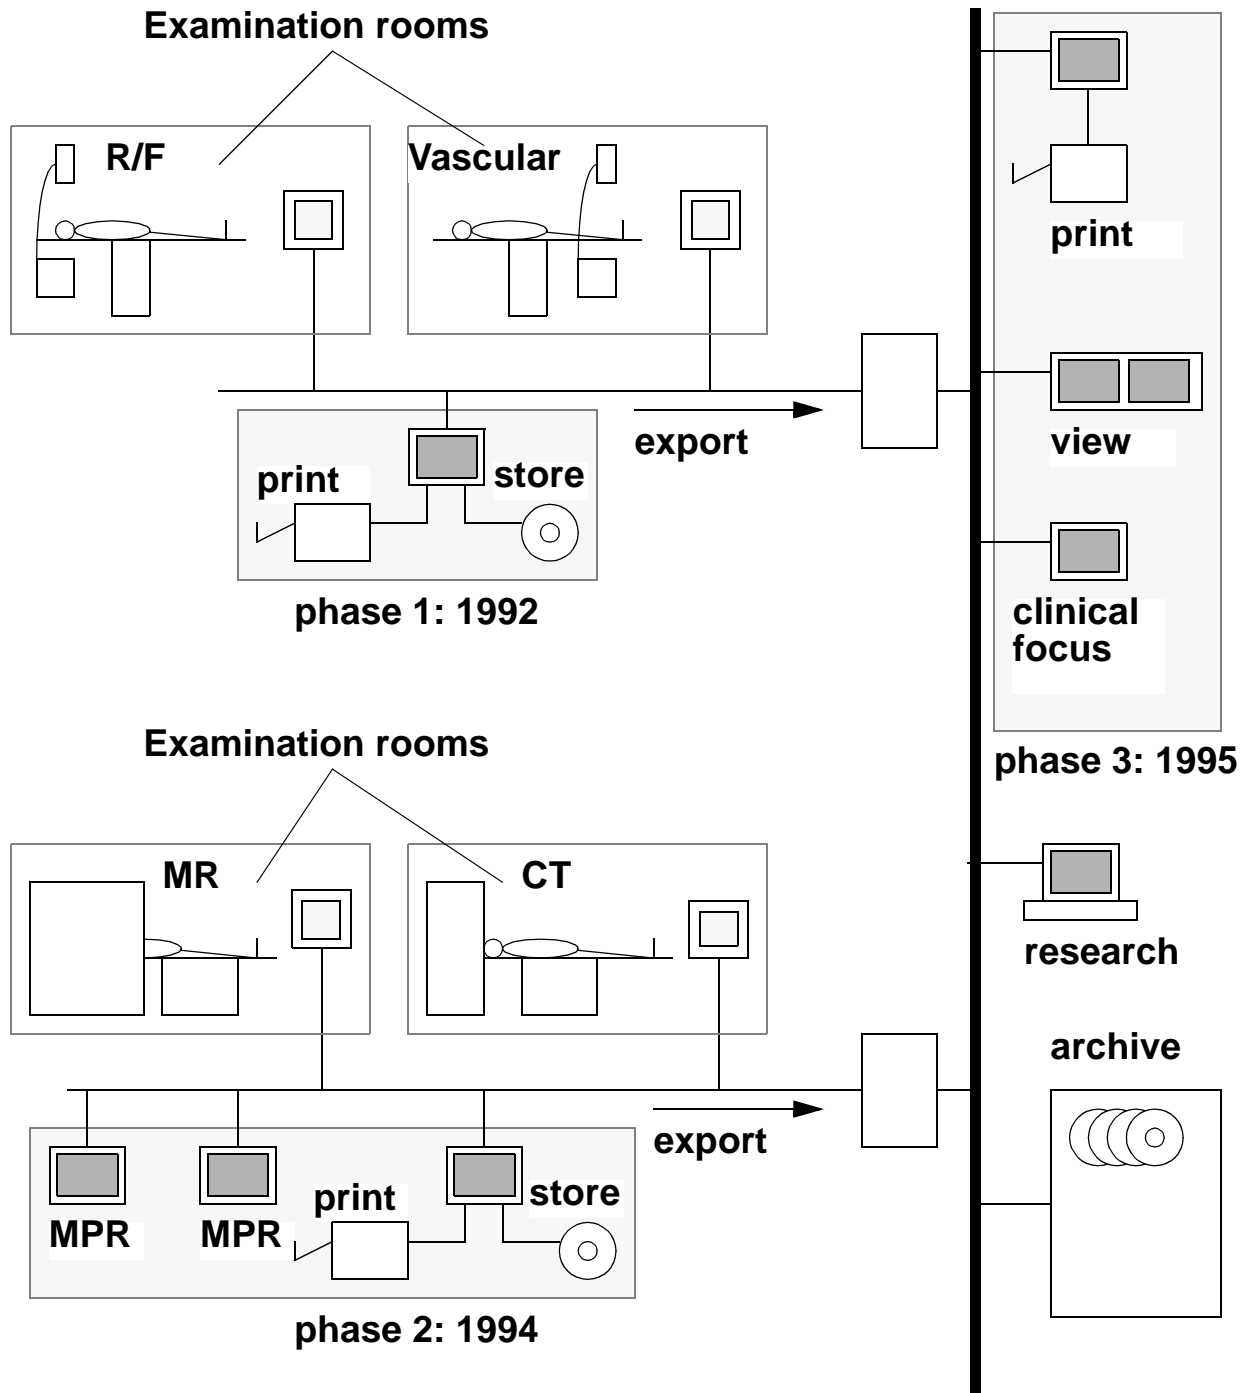 Examination rooms
R/F
Vascular
print
export
view
print
store
clinical
focus
phase 1: 1992
Examination rooms
phase 3: 1995
MR
CT
research
archive
export
print
store
MPR
MPR
phase 2: 1994